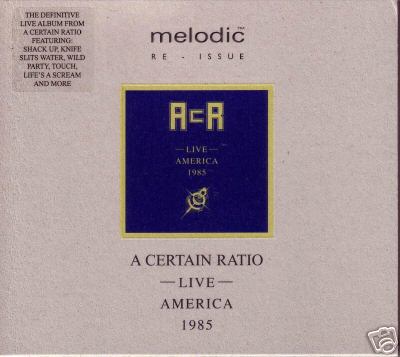 THE DEFINITIVE
LIVE ALBUM FROM
A CERTAIN RATIO
FEATURING:
SHACK UP, KNIFE
SLITS WATER, WILD
PARTY, TOUCH,
LIFE'S A SCREAM
AND MORE
melodic
RE - ISSUE
ACR
—LIVE—
AMERICA
1985
A CERTAIN RATIO
—LIVE—
AMERICA
1985